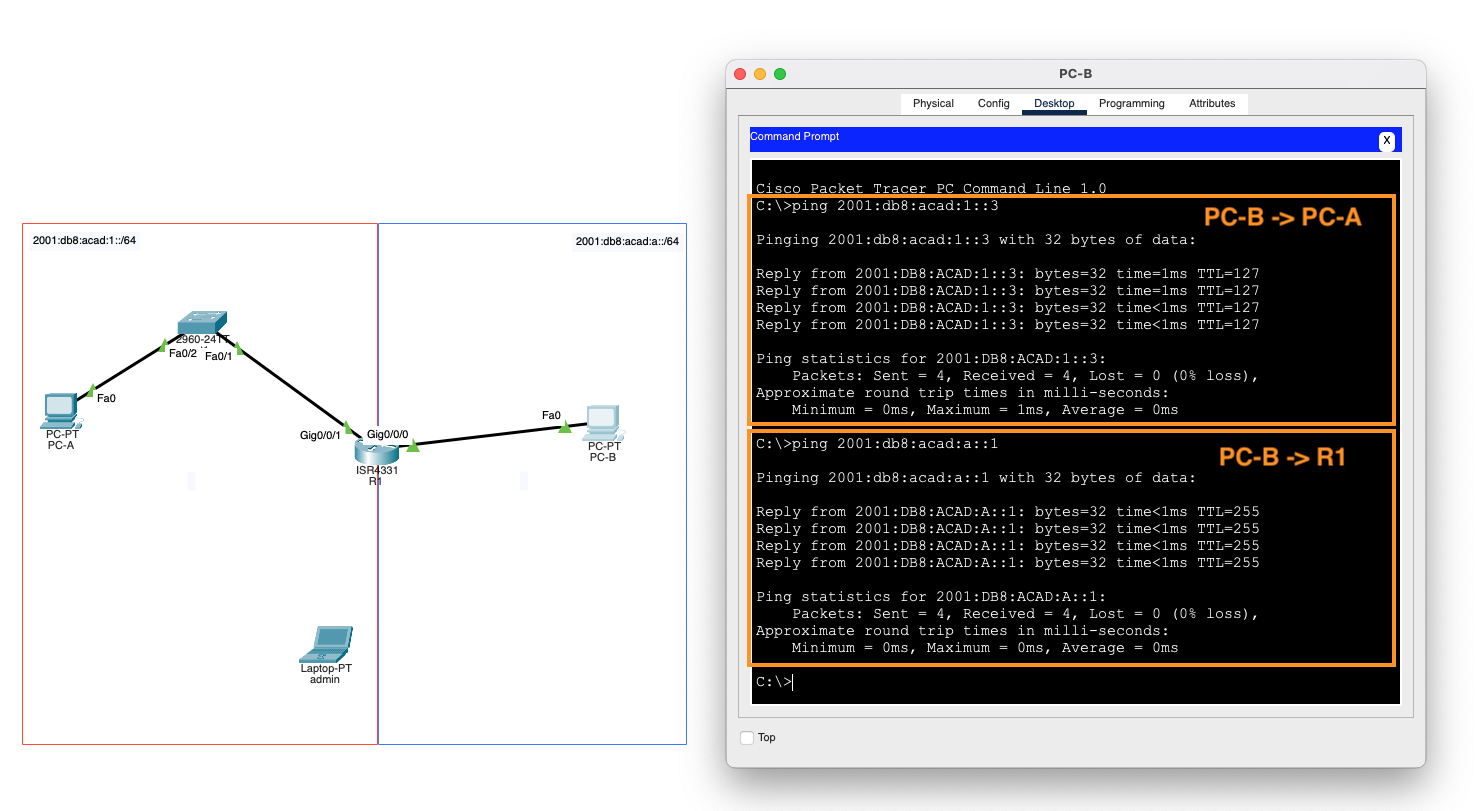 2001:db8:acad:1::/64
2001:db8:acad:a::/64
2960-24TT
Fa0/2
Fa0/1
Fa0
PC-PT
PC-A
Gig0/0/1
Gig0/0/0
ISR4331
R1
Fa0
PC-PT
PC-B
Laptop-PT
admin
PC-B
Physical
Config
Desktop
Programming
Attributes
Command Prompt
X
Cisco Packet Tracer PC Command Line 1.0
C:\>ping 2001:db8:acad:1::3
PC-B -> PC-A
Pinging 2001:db8:acad:1::3 with 32 bytes of data:
Reply from 2001:DB8:ACAD:1::3: bytes=32 time=1ms TTL=127
Reply from 2001:DB8:ACAD:1::3: bytes=32 time=1ms TTL=127
Reply from 2001:DB8:ACAD:1::3: bytes=32 time<1ms TTL=127
Reply from 2001:DB8:ACAD:1::3: bytes=32 time<1ms TTL=127
Ping statistics for 2001:DB8:ACAD:1::3:
Packets: Sent = 4, Received = 4, Lost = 0 (0% loss),
Approximate round trip times in milli-seconds:
Minimum = 0ms, Maximum = 1ms, Average = 0ms
C:\>ping 2001:db8:acad:a::1
PC-B -> R1
Pinging 2001:db8:acad:a::1 with 32 bytes of data:
Reply from 2001:DB8:ACAD:A::1: bytes=32 time<1ms TTL=255
Reply from 2001:DB8:ACAD:A::1: bytes=32 time<1ms TTL=255
Reply from 2001:DB8:ACAD:A::1: bytes=32 time<1ms TTL=255
Reply from 2001:DB8:ACAD:A::1: bytes=32 time<1ms TTL=255
Ping statistics for 2001:DB8:ACAD:A::1:
Packets: Sent = 4, Received = 4, Lost = 0 (0% loss),
Approximate round trip times in milli-seconds:
Minimum = 0ms, Maximum = 0ms, Average = 0ms
C:\>
Top